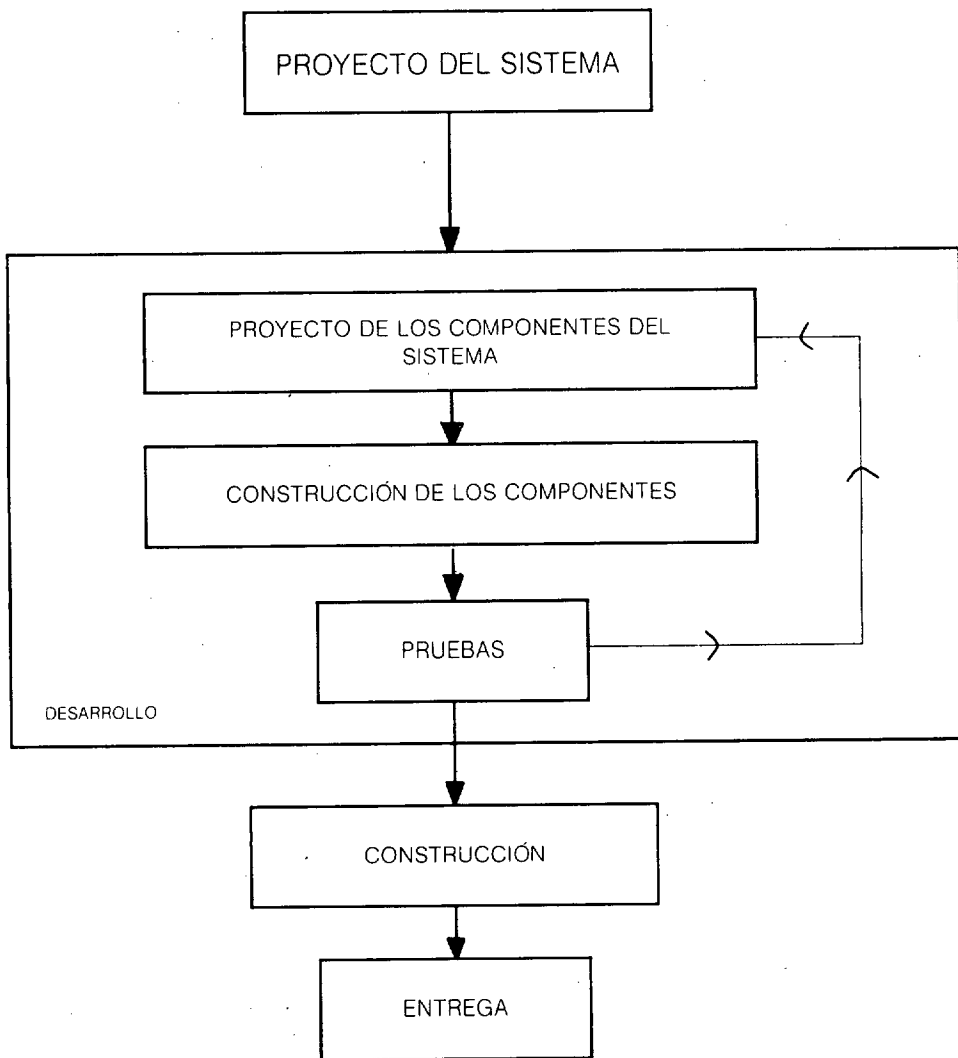 PROYECTO DEL SISTEMA
PROYECTO DE LOS COMPONENTES DEL
SISTEMA
CONSTRUCCIÓN DE LOS COMPONENTES
PRUEBAS
DESARROLLO
CONSTRUCCIÓN
ENTREGA